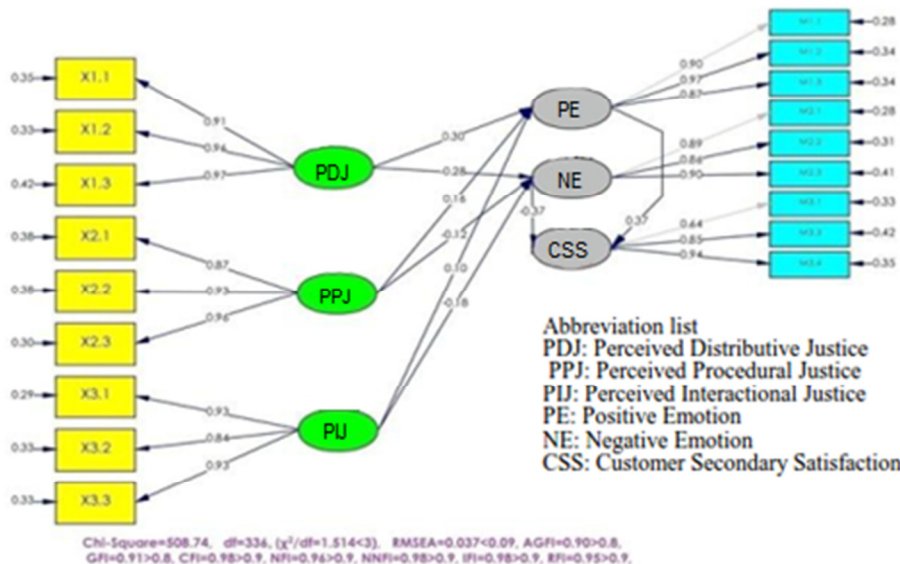 M1.1
0.28
M1.2
0.34
M1.3
0.34
M2.1
0.28
M2.2
0.31
M2.3
0.41
M3.1
0.33
M3.3
0.42
M3.4
0.35
0.90
0.97
0.87
0.89
0.86
0.90
0.64
0.85
0.94
0.35
X1.1
0.33
X1.2
0.42
X1.3
0.38
X2.1
0.38
X2.2
0.30
X2.3
0.29
X3.1
0.33
X3.2
0.33
X3.3
0.91
0.97
0.87
0.93
0.96
0.93
0.84
0.93
PDJ
PPJ
PIJ
PE
NE
CSS
0.30
-0.28
0.16
-0.12
0.10
-0.18
-0.37
0.37
Abbreviation list
PDJ: Perceived Distributive Justice
PPJ: Perceived Procedural Justice
PIJ: Perceived Interactional Justice
PE: Positive Emotion
NE: Negative Emotion
CSS: Customer Secondary Satisfaction
Chi-Square=508.74, df=336, (χ²/df=1.514<3), RMSEA=0.037<0.09, AGFI=0.90>0.8,
GFI=0.91>0.8, CFI=0.98>0.9, NFI=0.96>0.9, NNFI=0.98>0.9, IFI=0.98>0.9, RFI=0.95>0.9,